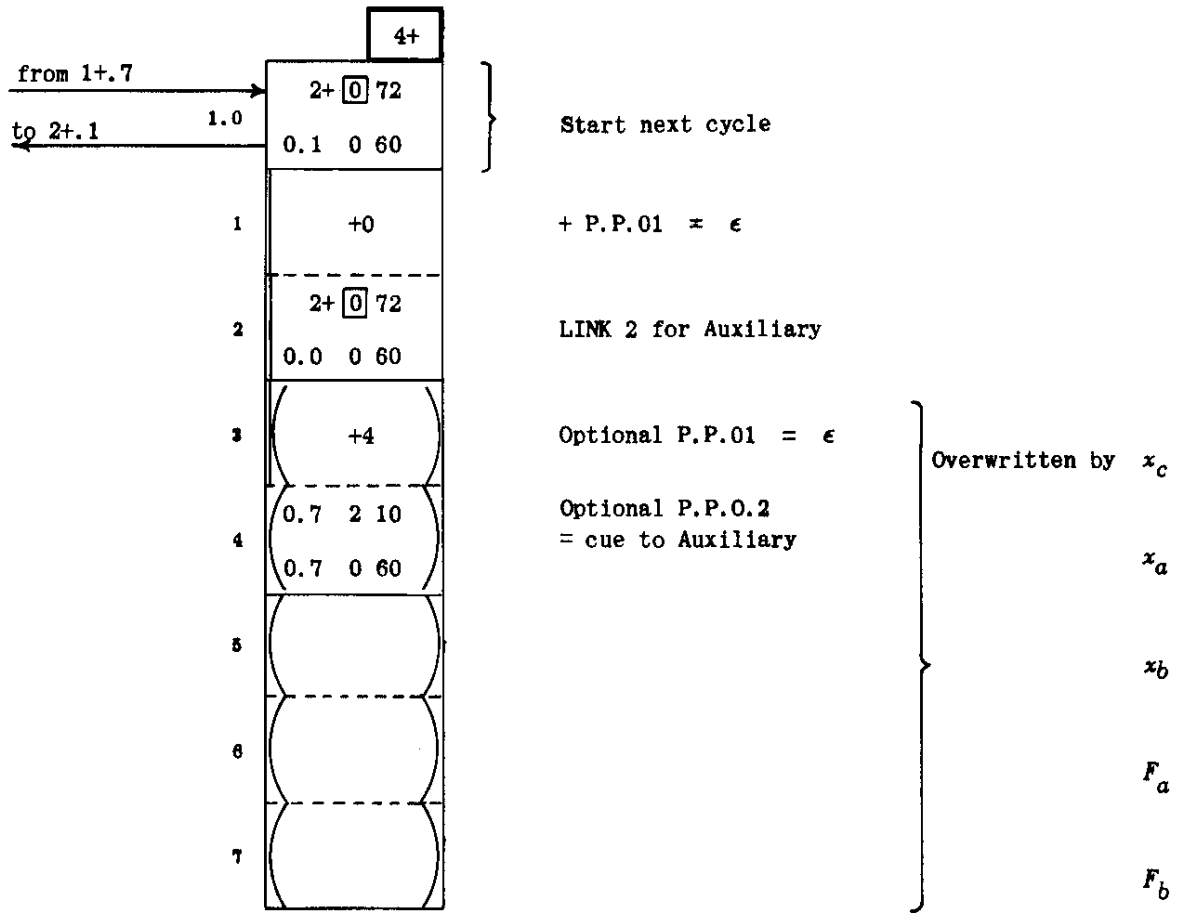 4+
from 1+.7
2+ 0 72
1.0
to 2+.1
0.1 0 60
Start next cycle
1
+0
+ P.P.01 = ϵ
2+ 0 72
2
LINK 2 for Auxiliary
0.0 0 60
3
+4
Optional P.P.01 = ϵ
Overwritten by x_c
0.7 2 10
Optional P.P.0.2
4
= cue to Auxiliary
x_a
0.7 0 60
5
x_b
6
F_a
7
F_b